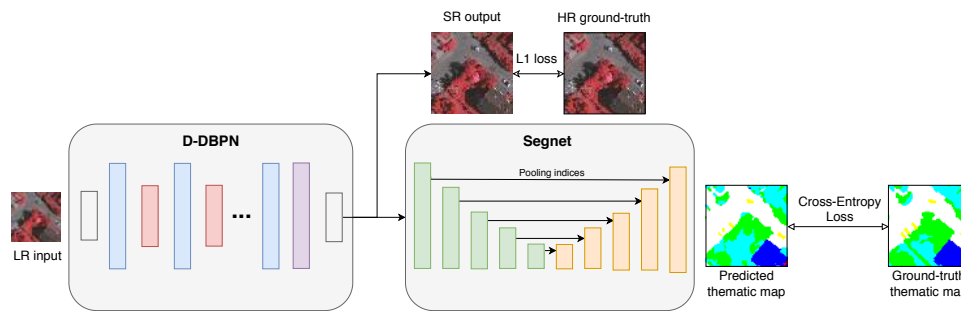 SR output
HR ground-truth
L1 loss
D-DBPN
Segnet
Pooling indices
...
LR input
Cross-Entropy
Loss
Predicted
thematic map
Ground-truth
thematic ma